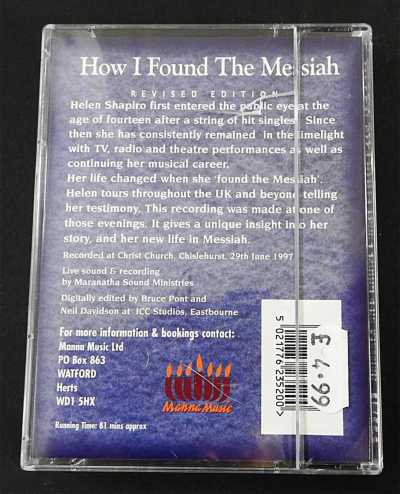 How I Found The Messiah
REVISED EDITION
Helen Shapiro first entered the public eye at the
age of fourteen after a string of hit singles. Since
then she has consistently remained in the limelight
with TV, radio and theatre performances as well as
continuing her musical career.
Her life changed when she 'found the Messiah'.
Helen tours throughout the UK and beyond telling
her testimony. This recording was made at one of
those evenings. It gives a unique insight into her
story, and her new life in Messiah.
Recorded at Christ Church, Chislehurst, 29th June 1997
Live sound & recording
by Maranatha Sound Ministries
Digitally edited by Bruce Pont and
Neil Davidson at ICC Studios, Eastbourne
For more information & bookings contact:
Manna Music Ltd
PO Box 863
WATFORD
Herts
WD1 5HX
Manna Music
Running Time: 61 mins approx
5 021776 235200>
£4.99